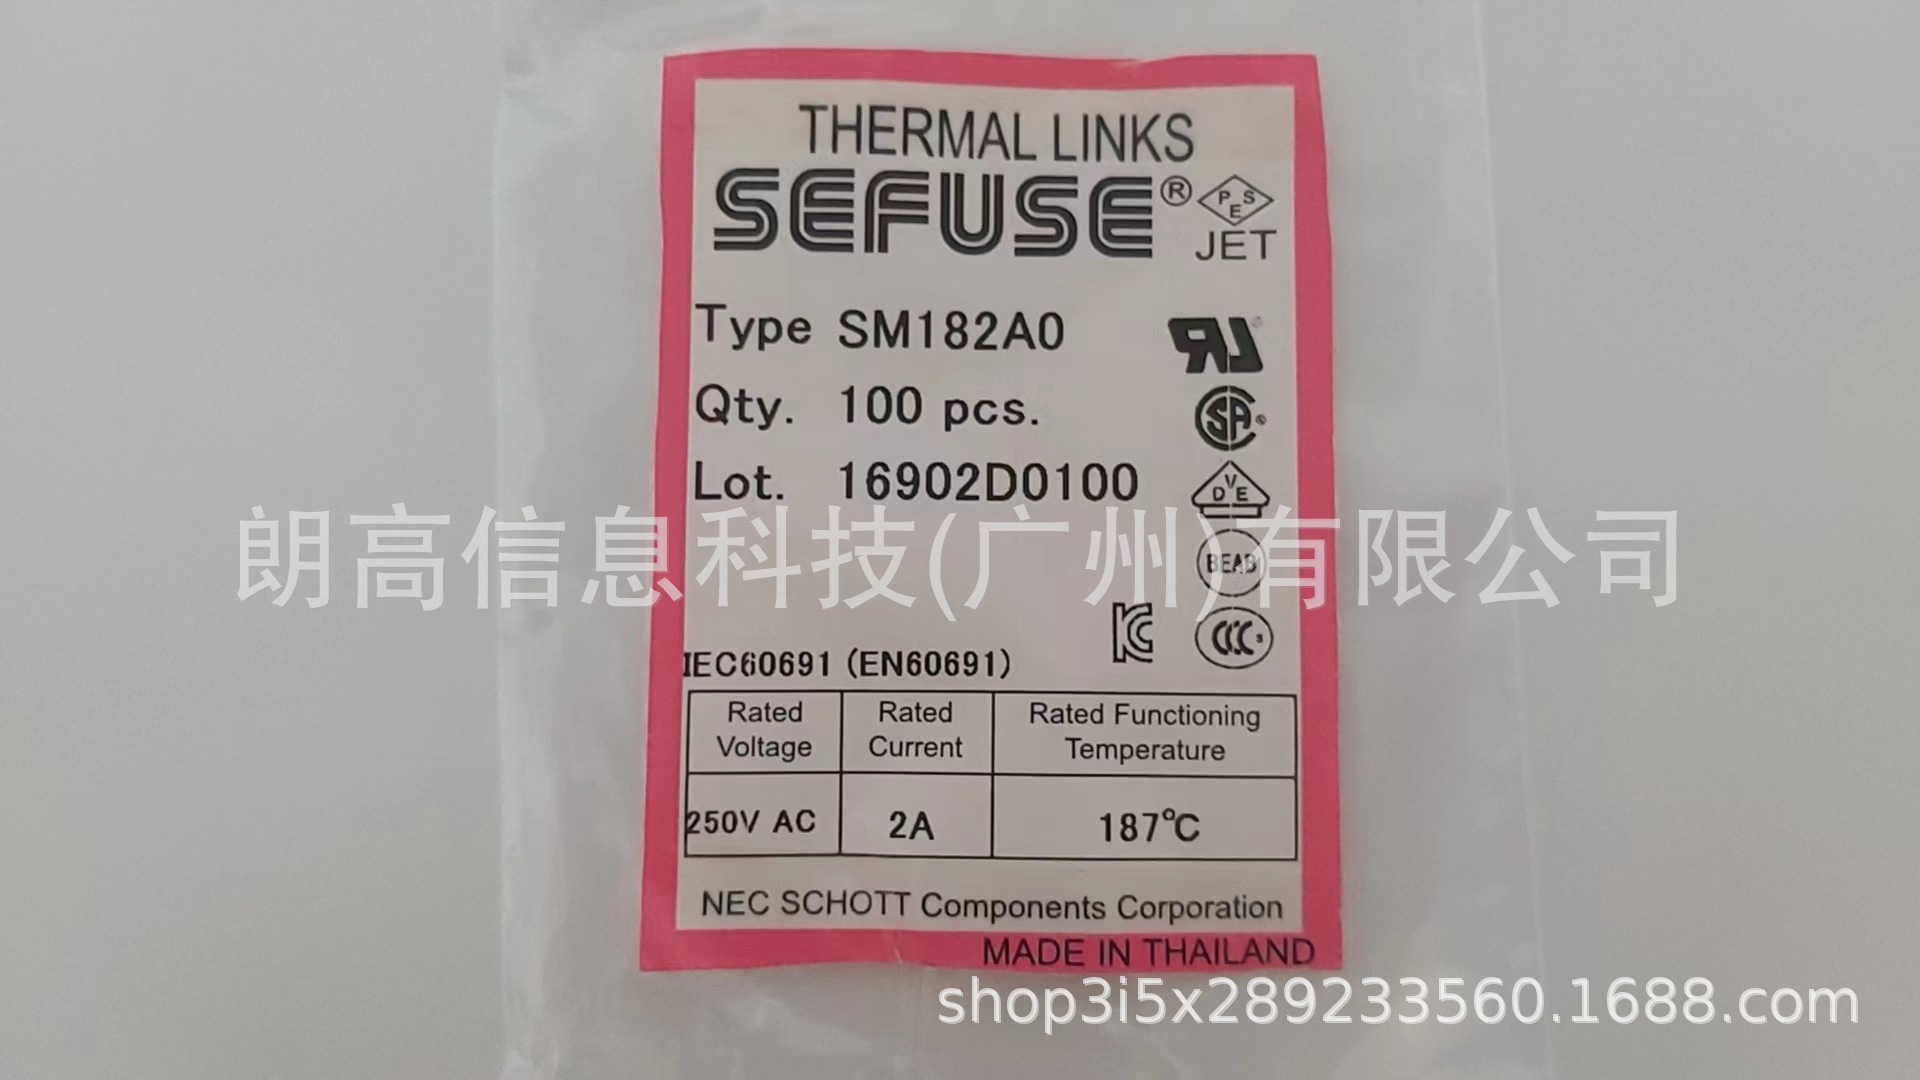 THERMAL LINKS
SEFUSE®
PSE
JET
Type SM182A0
Qty. 100 pcs.
Lot. 16902D0100
朗高信息科技(广州)有限公司
DVE
BEAB
IEC60691 (EN60691)
Rated Voltage
Rated Current
Rated Functioning Temperature
250V AC
2A
187℃
NEC SCHOTT Components Corporation
MADE IN THAILAND
shop3i5x289233560.1688.com